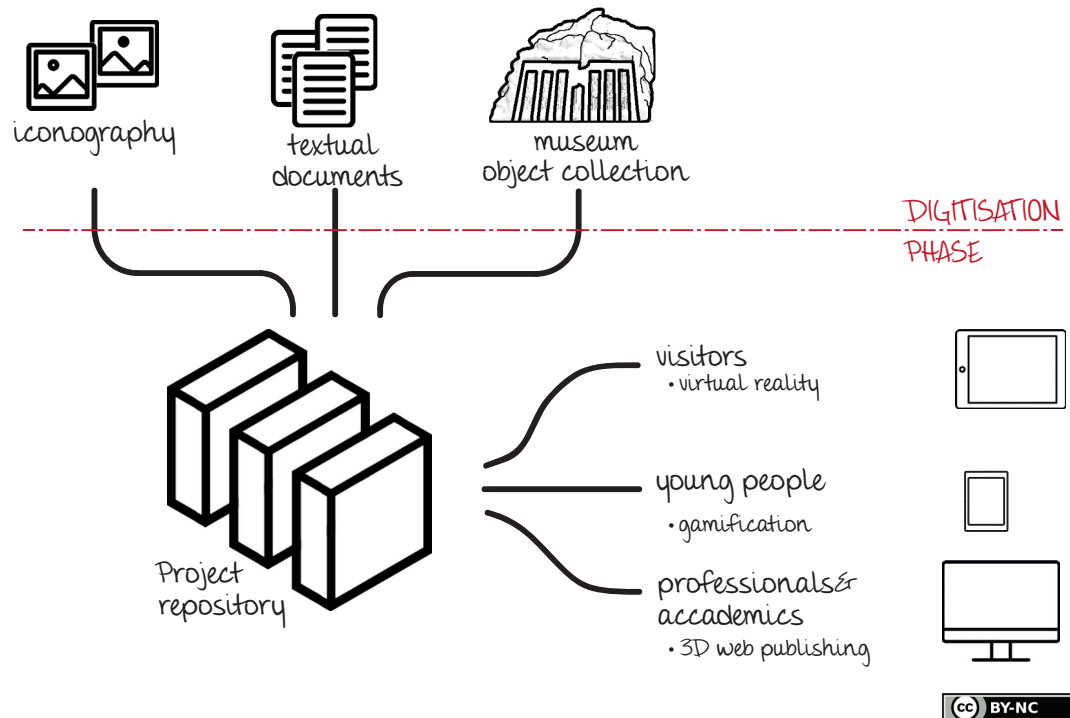 iconography
textual
documents
museum
object collection
DIGITISATION
PHASE
Project
repository
visitors
• virtual reality
young people
• gamification
professionals&
accademics
• 3D web publishing
cc BY-NC